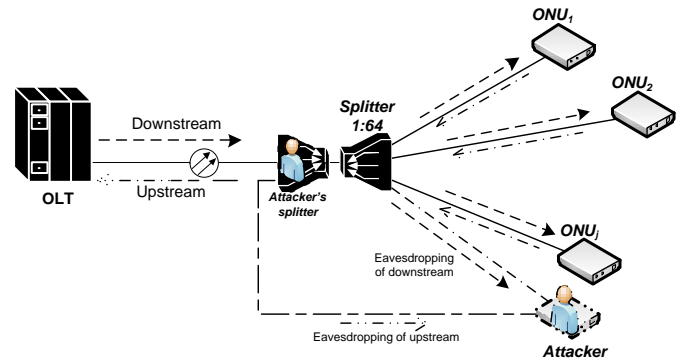 ONU1
ONU2
Splitter
1:64
Downstream
Upstream
OLT
Attacker's
splitter
ONUj
Eavesdropping
of downstream
Eavesdropping of upstream
Attacker